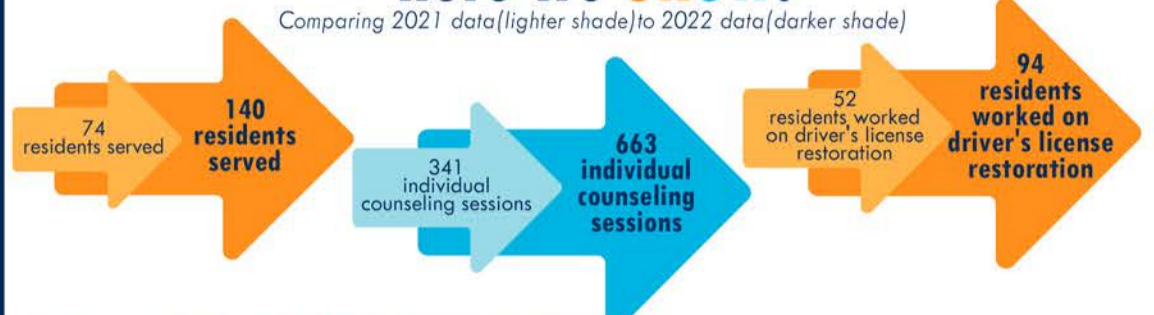 Comparing 2021 data(lighter shade)to 2022 data(darker shade)
74
residents served
140
residents
served
341
individual
counseling sessions
663
individual
counseling
sessions
52
residents worked
on driver's license
restoration
94
residents
worked on
driver's license
restoration